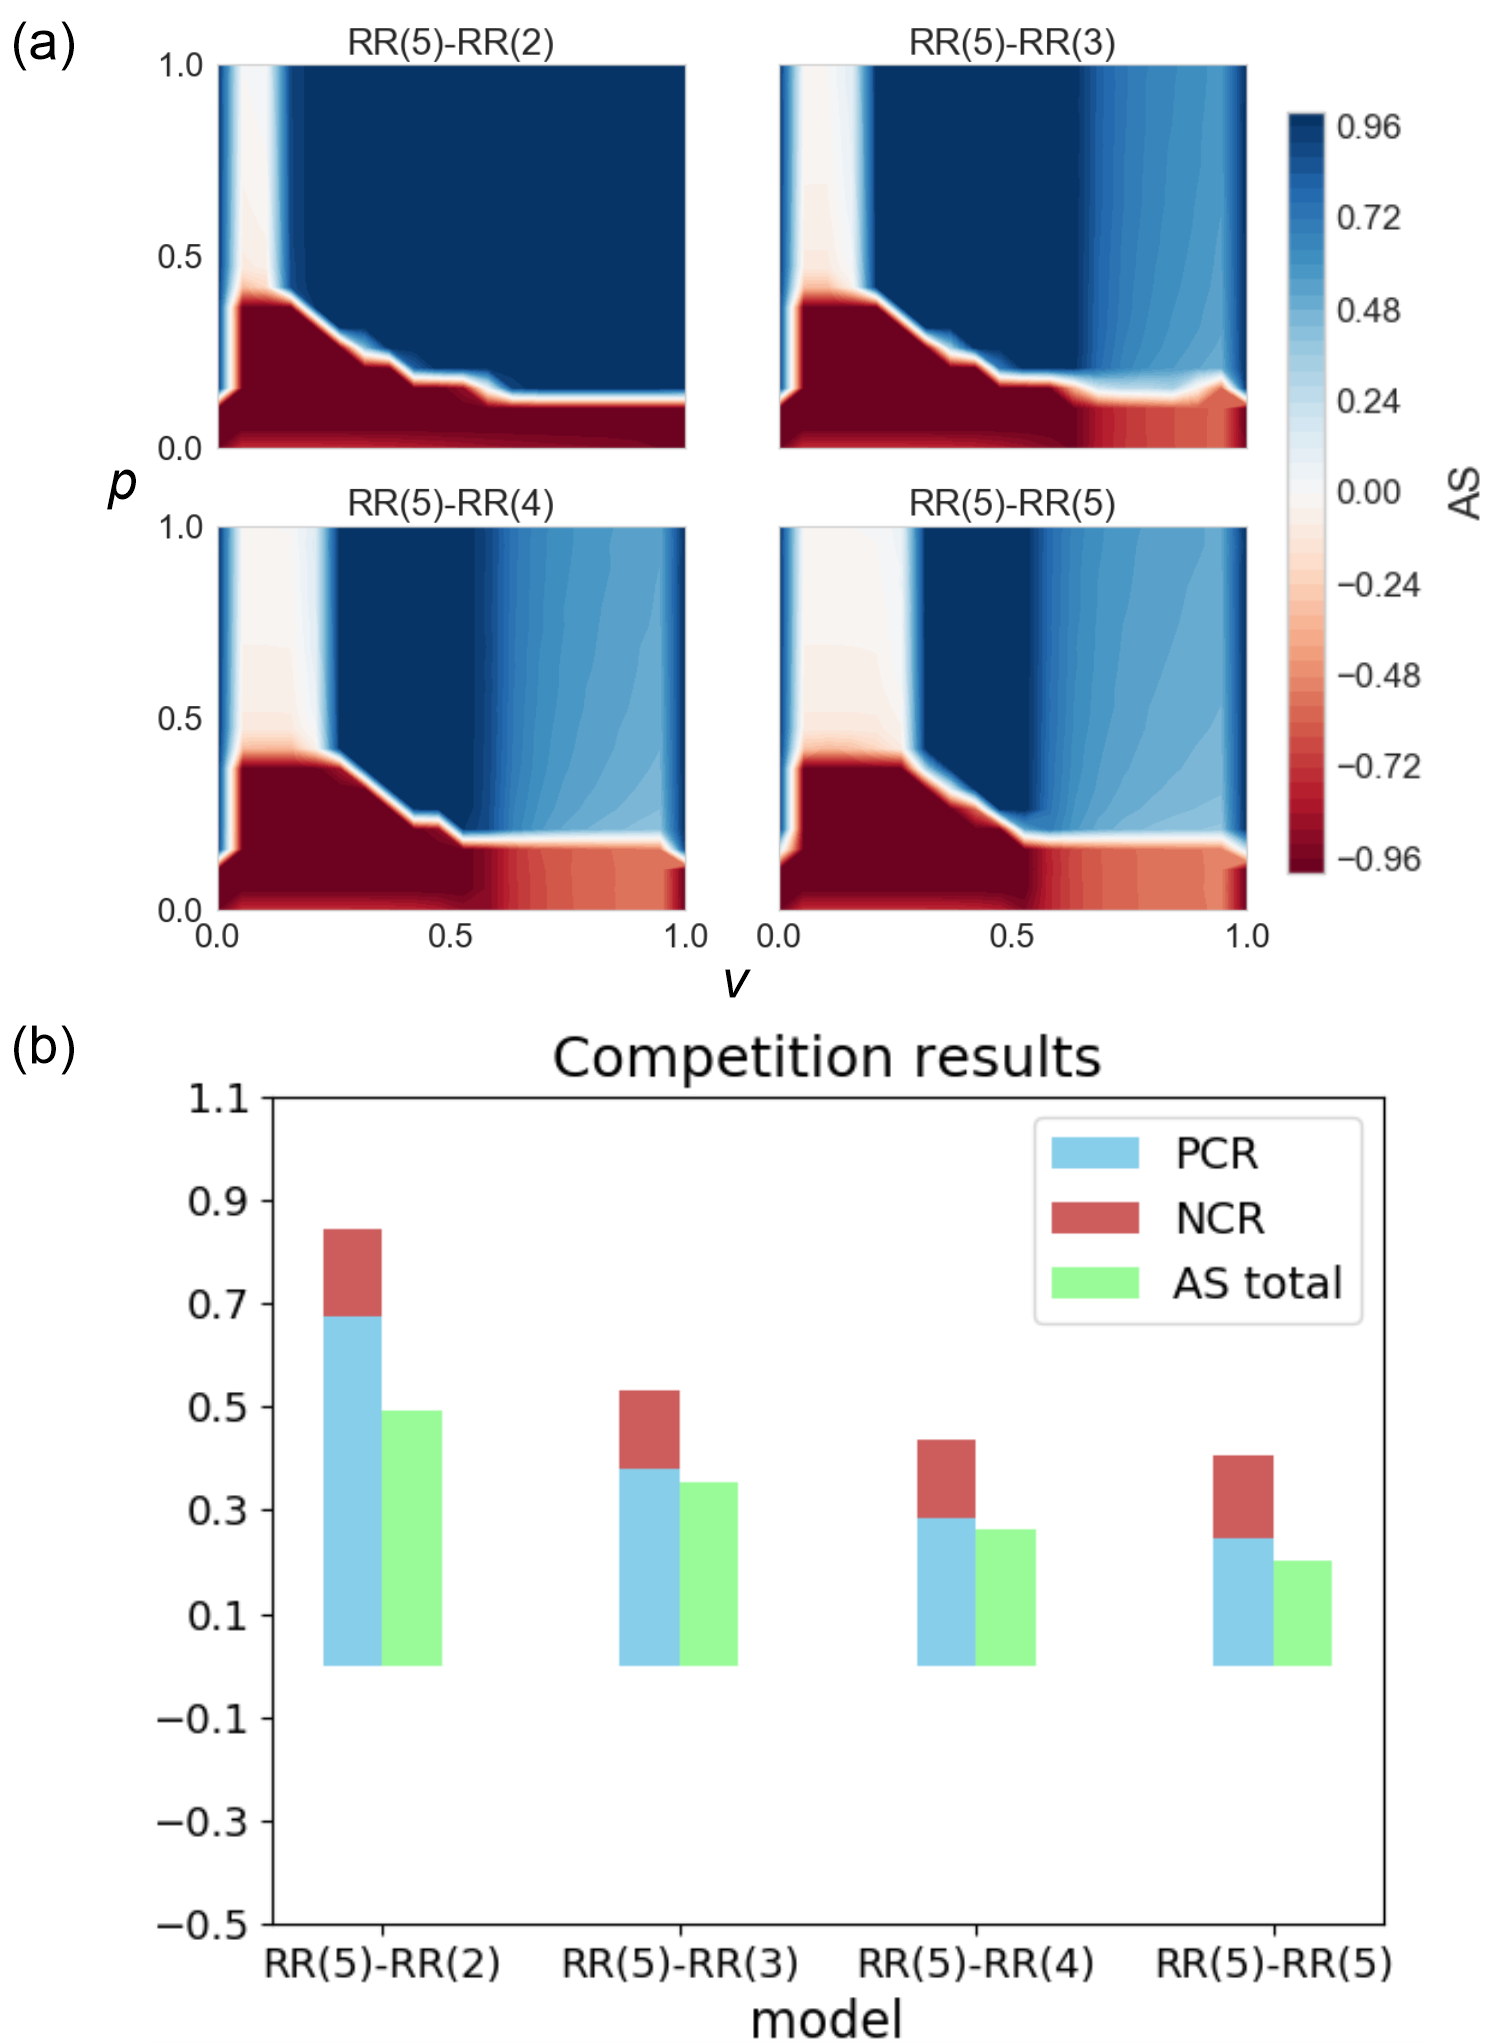 (a)
RR(5)-RR(2) RR(5)-RR(3)
1.0
0.5
0.0
0.96
0.72
0.48
0.24
0.00
−0.24
−0.48
−0.72
−0.96
AS
p
RR(5)-RR(4) RR(5)-RR(5)
1.0
0.5
0.0
0.0 0.5 1.0 0.0 0.5 1.0
v
(b)
Competition results
1.1
0.9
0.7
0.5
0.3
0.1
−0.1
−0.3
−0.5
PCR
NCR
AS total
RR(5)-RR(2) RR(5)-RR(3) RR(5)-RR(4) RR(5)-RR(5)
model